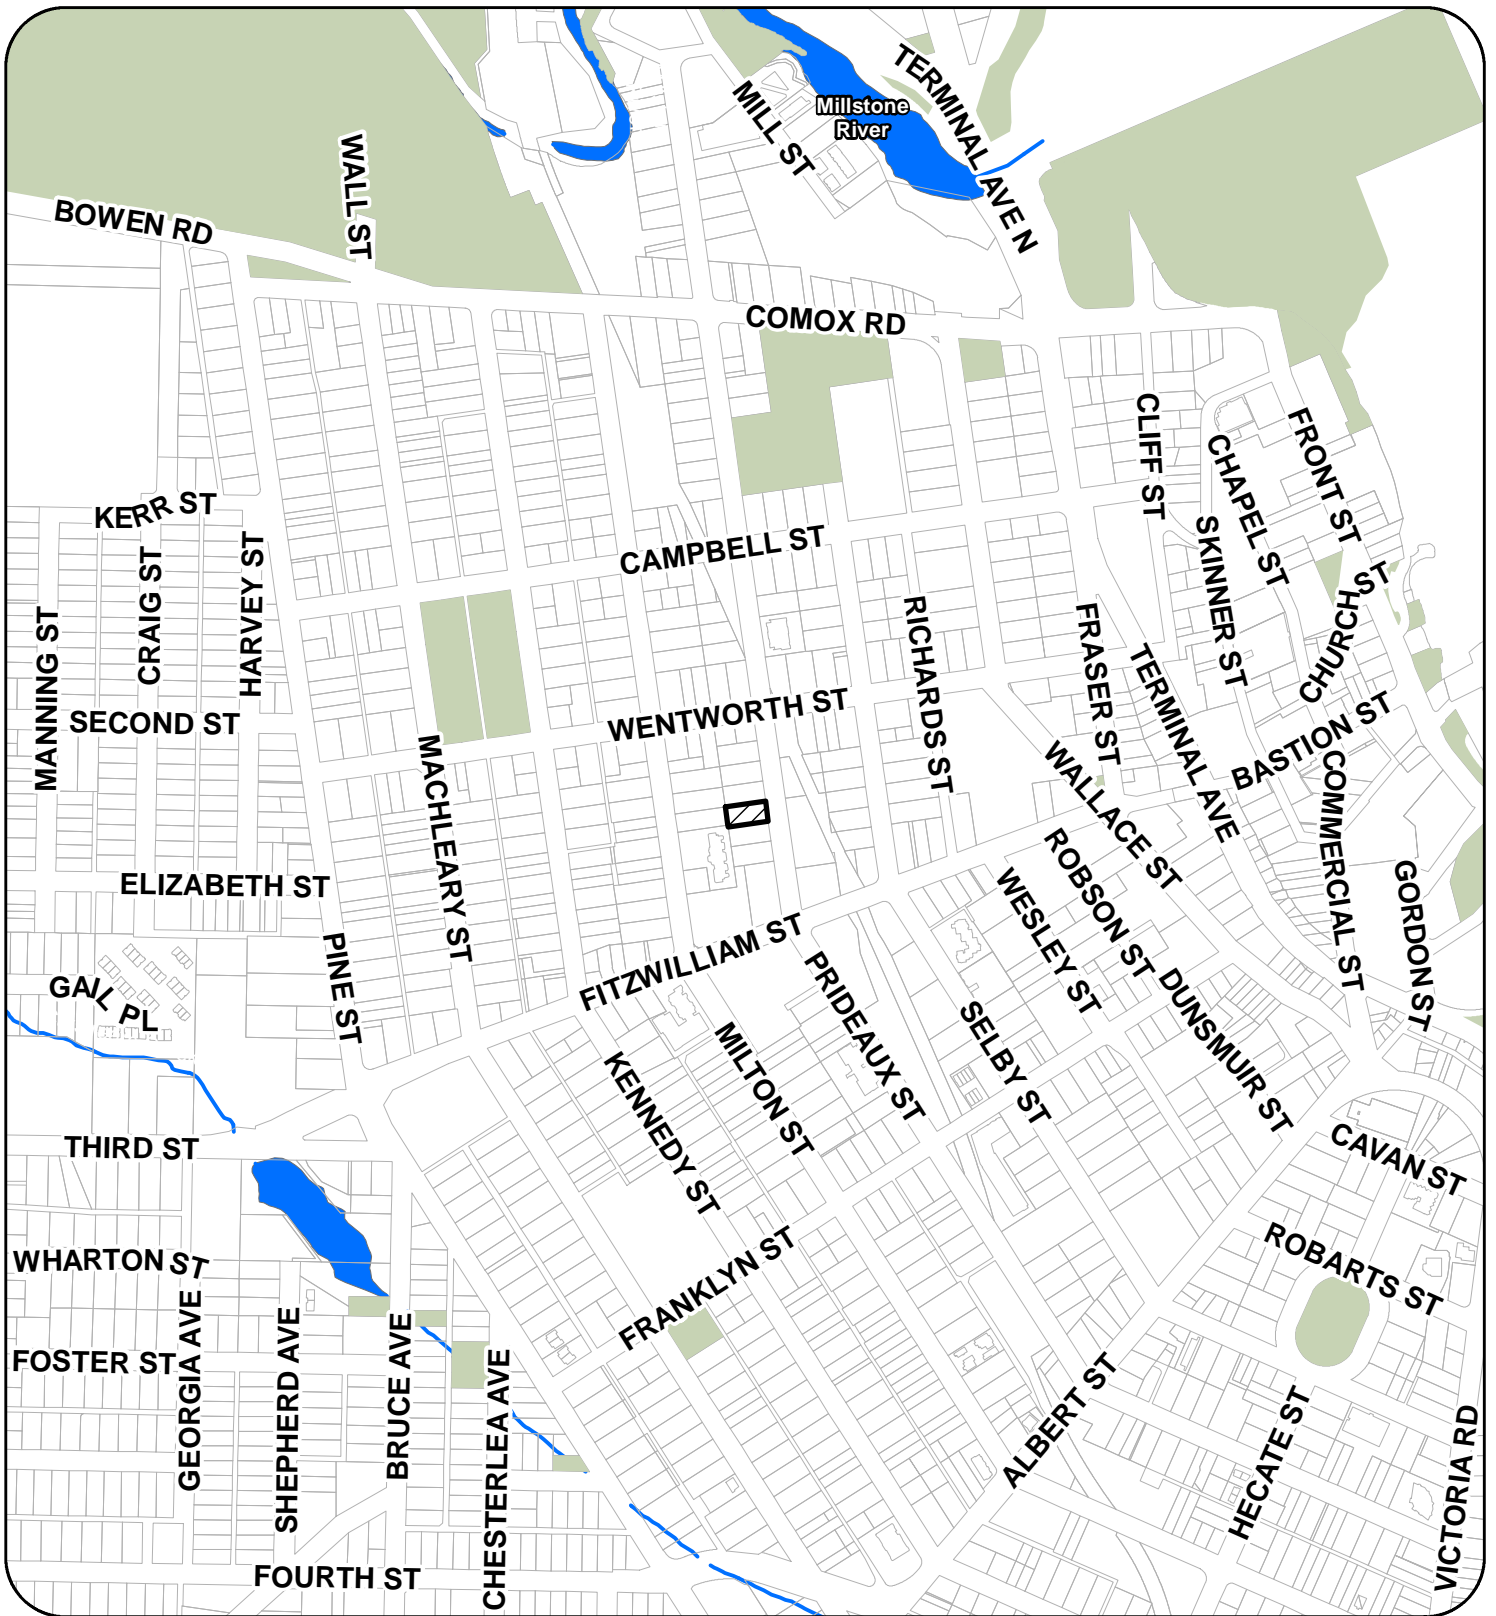 TERMINAL AVE N
MILL ST
Millstone
River
WALL ST
BOWEN RD
COMOX RD
CLIFF ST
FRONT ST
CHAPEL ST
KERR ST
SKINNER ST
CAMPBELL ST
HARVEY ST
CRAIG ST
CHURCH ST
RICHARDS ST
FRASER ST
MANNING ST
TERMINAL AVE
SECOND ST
WENTWORTH ST
BASTION ST
MACHLEARY ST
WALLACE ST
COMMERCIAL ST
ROBSON ST
GORDON ST
ELIZABETH ST
WESLEY ST
FITZWILLIAM ST
PINE ST
PRIDEAUX ST
DUNSMUIR ST
GAIL PL
SELBY ST
MILTON ST
KENNEDY ST
THIRD ST
CAVAN ST
ROBARTS ST
FRANKLYN ST
WHARTON ST
GEORGIA AVE
SHEPHERD AVE
BRUCE AVE
FOSTER ST
CHESTERLEA AVE
ALBERT ST
HECATE ST
VICTORIA RD
FOURTH ST